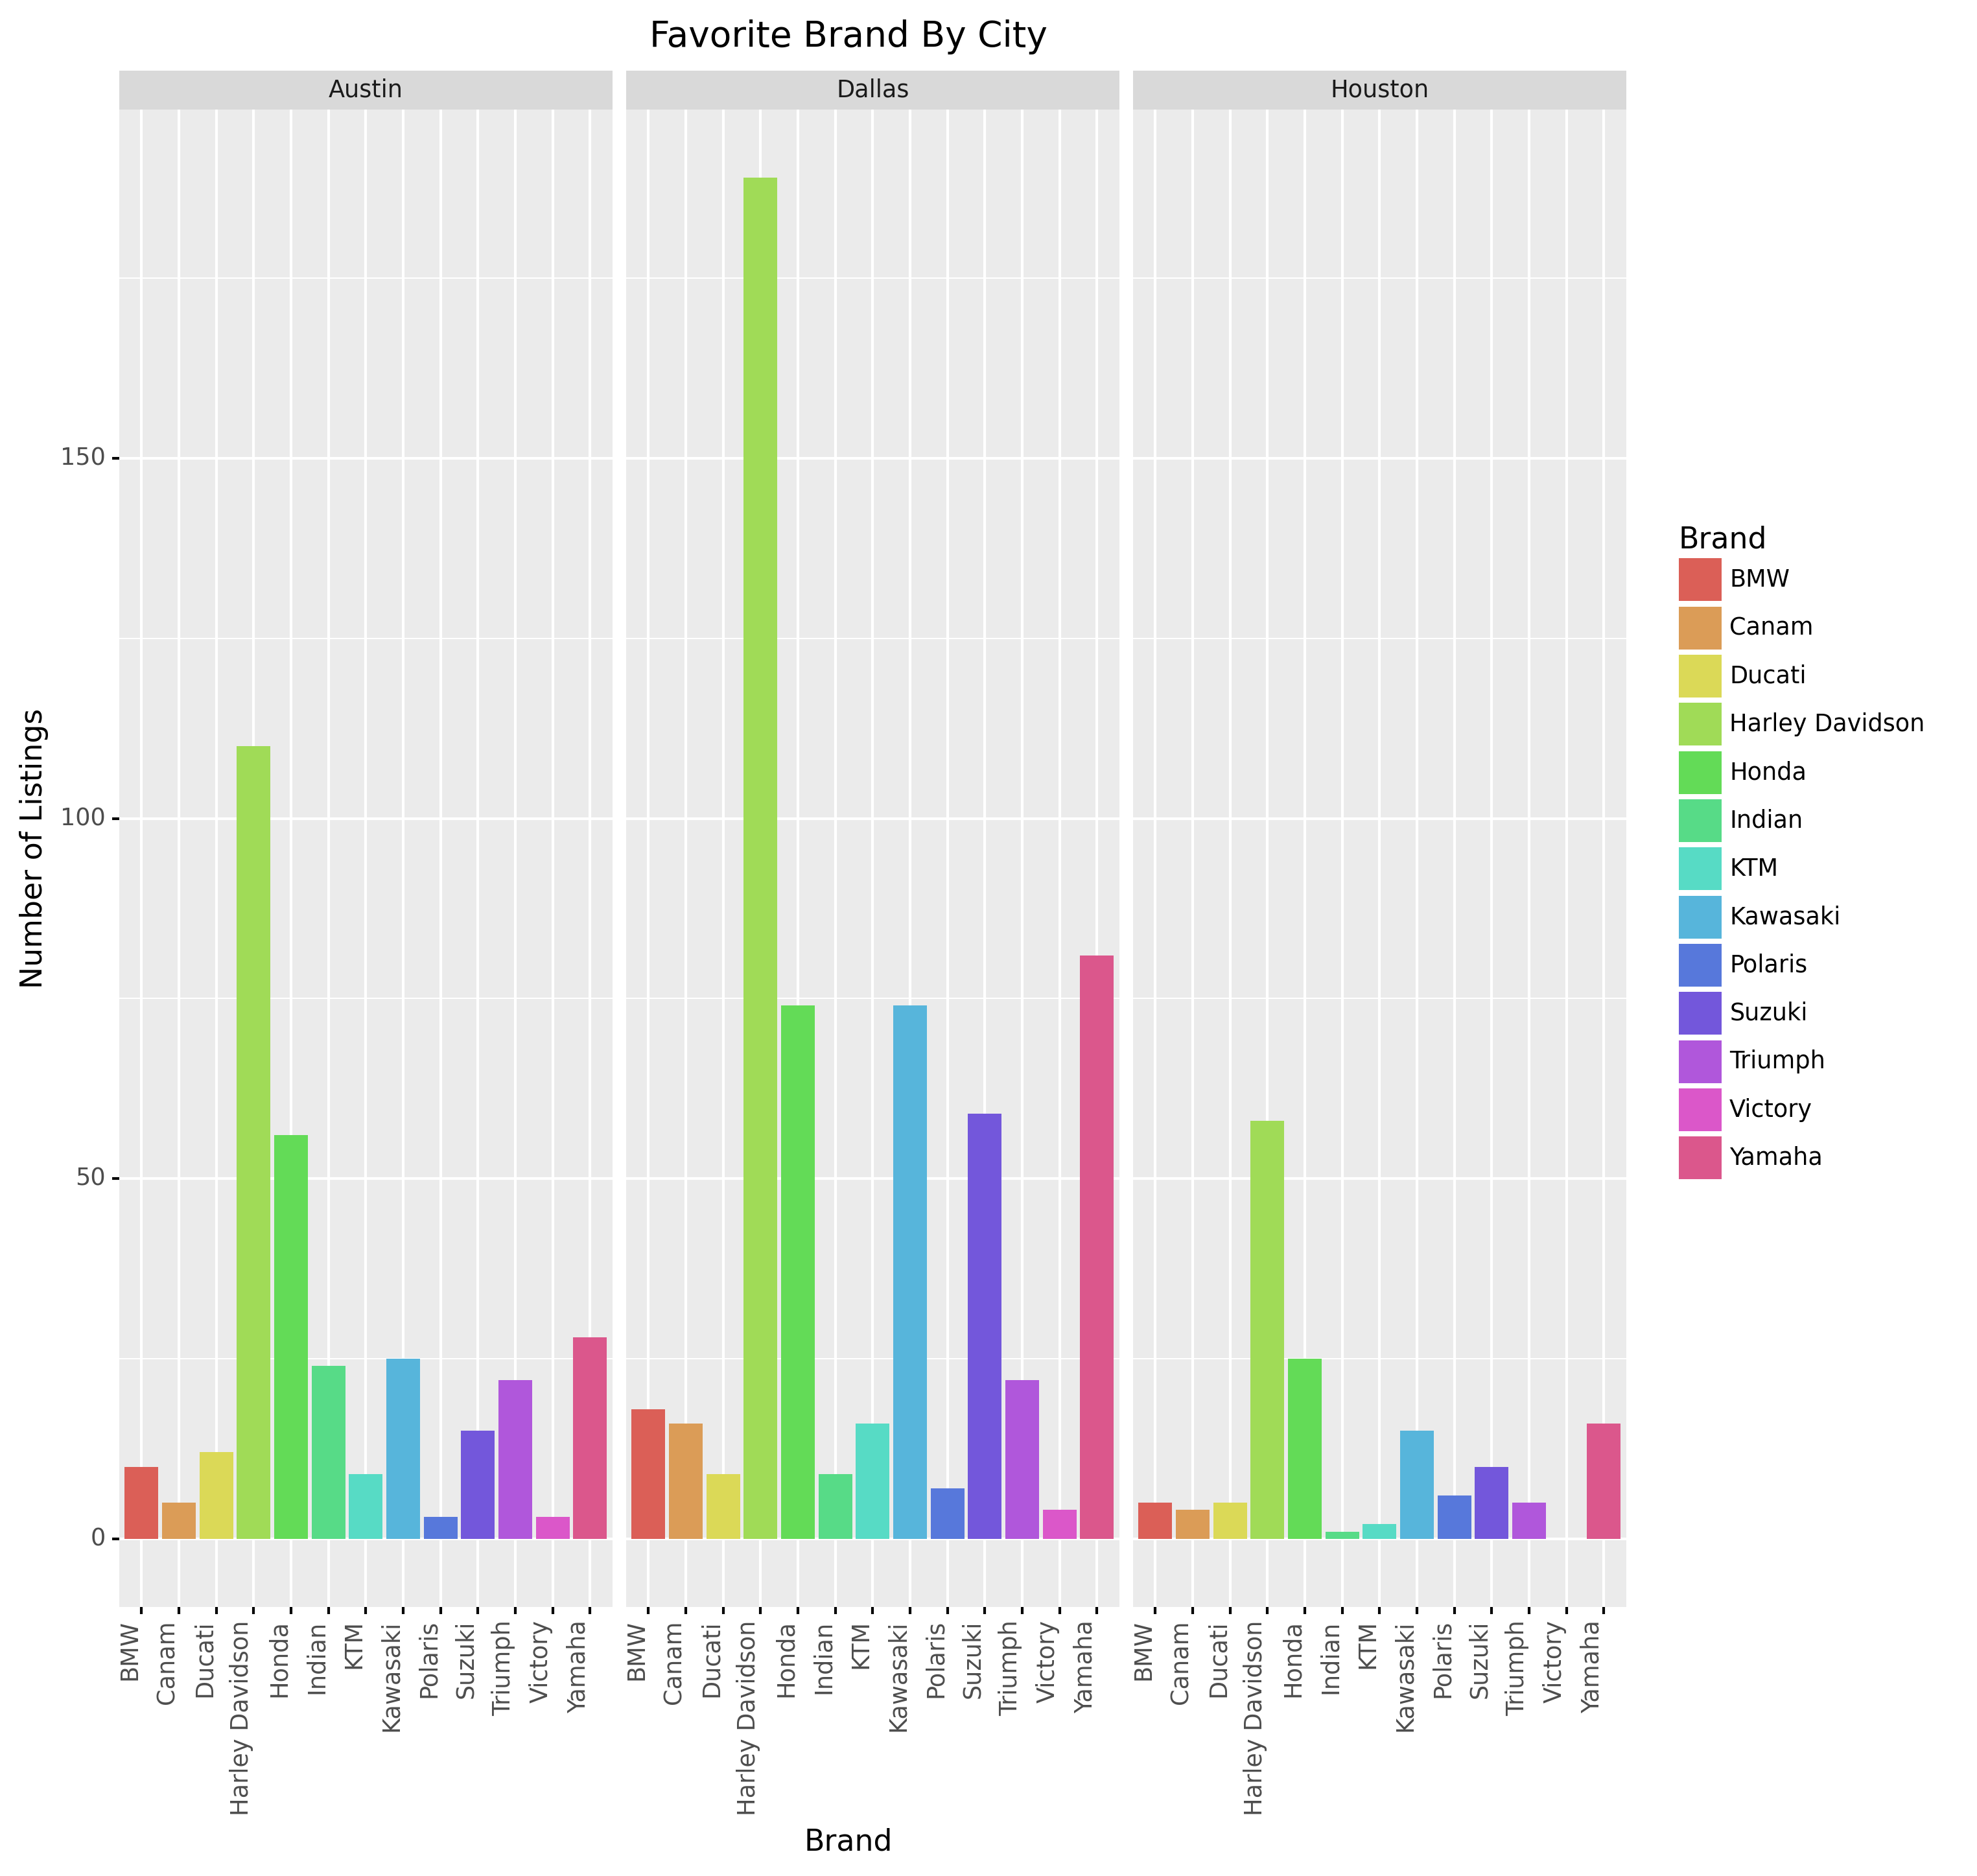 Favorite Brand By City
Austin
Dallas
Houston
Number of Listings
150
100
50
0
BMW
Canam
Ducati
Harley Davidson
Honda
Indian
KTM
Kawasaki
Polaris
Suzuki
Triumph
Victory
Yamaha
BMW
Canam
Ducati
Harley Davidson
Honda
Indian
KTM
Kawasaki
Polaris
Suzuki
Triumph
Victory
Yamaha
BMW
Canam
Ducati
Harley Davidson
Honda
Indian
KTM
Kawasaki
Polaris
Suzuki
Triumph
Victory
Yamaha
Brand
Brand
BMW
Canam
Ducati
Harley Davidson
Honda
Indian
KTM
Kawasaki
Polaris
Suzuki
Triumph
Victory
Yamaha